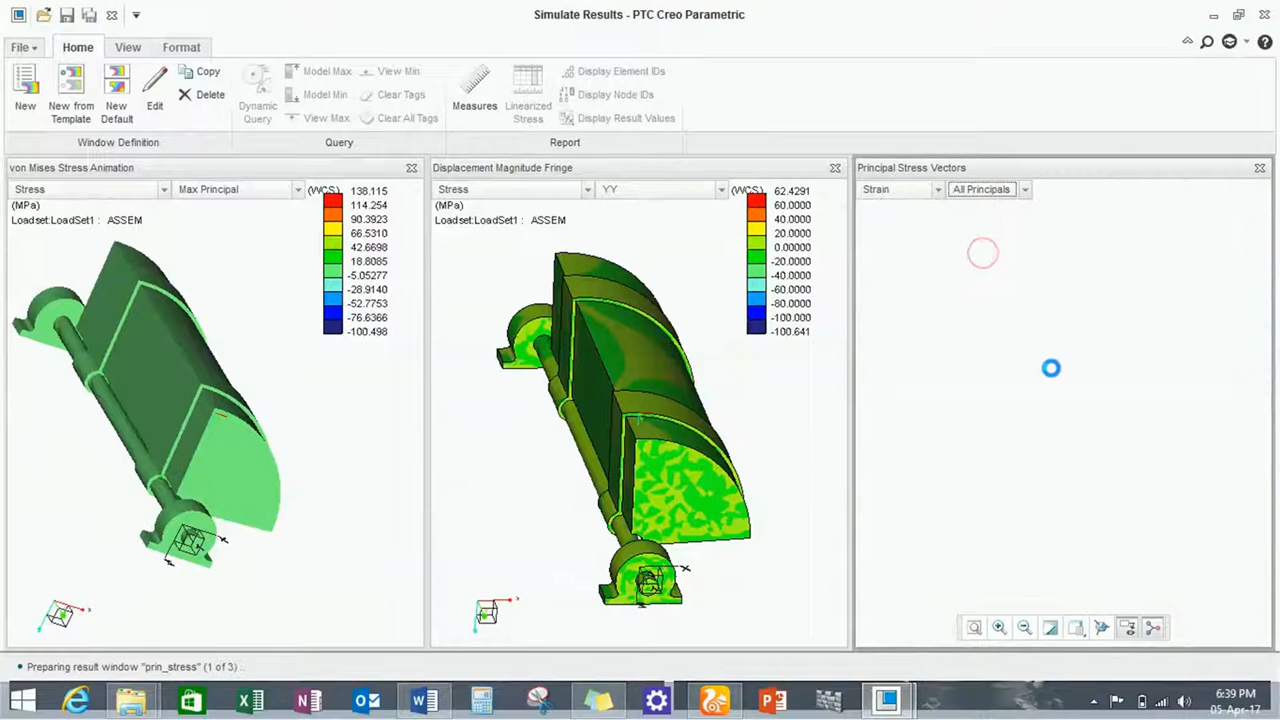 Simulate Results - PTC Creo Parametric
File
Home
View
Format
New
New from
Template
New
Default
Edit
Copy
Delete
Window Definition
Dynamic
Query
Model Max
Model Min
View Max
View Min
Clear Tags
Clear All Tags
Query
Measures
Linearized
Stress
Display Element IDs
Display Node IDs
Display Result Values
Report
von Mises Stress Animation
Stress
Max Principal
(WCS)
(MPa)
Loadset:LoadSet1 : ASSEM
138.115
114.254
90.3923
66.5310
42.6698
18.8085
-5.05277
-28.9140
-52.7753
-76.6366
-100.498
x
Displacement Magnitude Fringe
Stress
YY
(WCS)
(MPa)
Loadset:LoadSet1 : ASSEM
62.4291
60.0000
40.0000
20.0000
0.00000
-20.0000
-40.0000
-60.0000
-80.0000
-100.000
-100.641
x
x
Principal Stress Vectors
Strain
All Principals
Preparing result window "prin_stress" (1 of 3) ..
6:39 PM
05-Apr-17